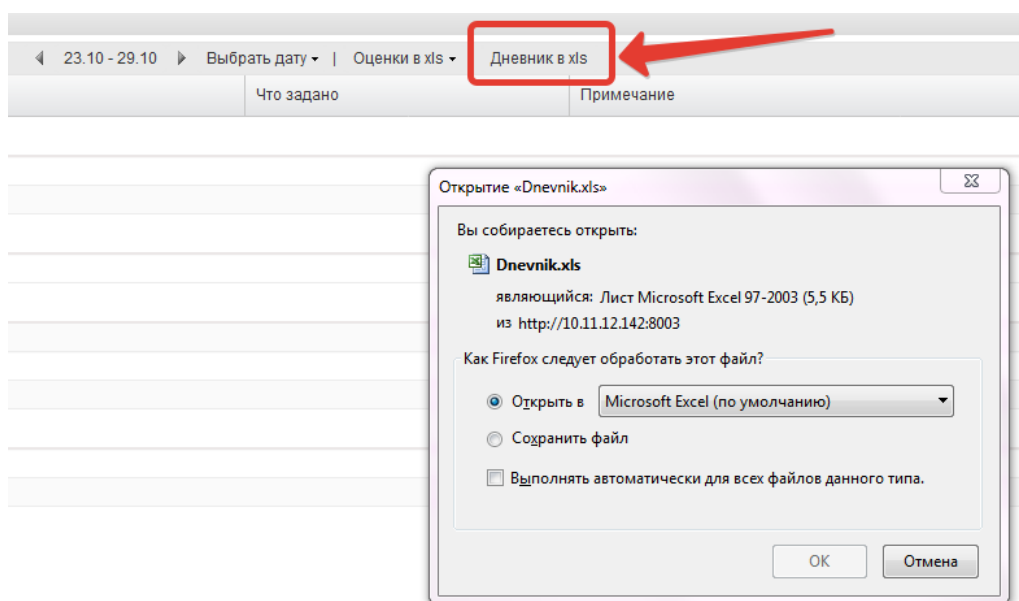 23.10 - 29.10 Выбрать дату | Оценки в xls Дневник в xls
Что задано Примечание
Открытие «Dnevnik.xls»
Вы собираетесь открыть:
Dnevnik.xls
являющийся: Лист Microsoft Excel 97-2003 (5,5 КБ)
из http://10.11.12.142:8003
Как Firefox следует обработать этот файл?
Открыть в Microsoft Excel (по умолчанию)
Сохранить файл
Выполнять автоматически для всех файлов данного типа.
ОК Отмена